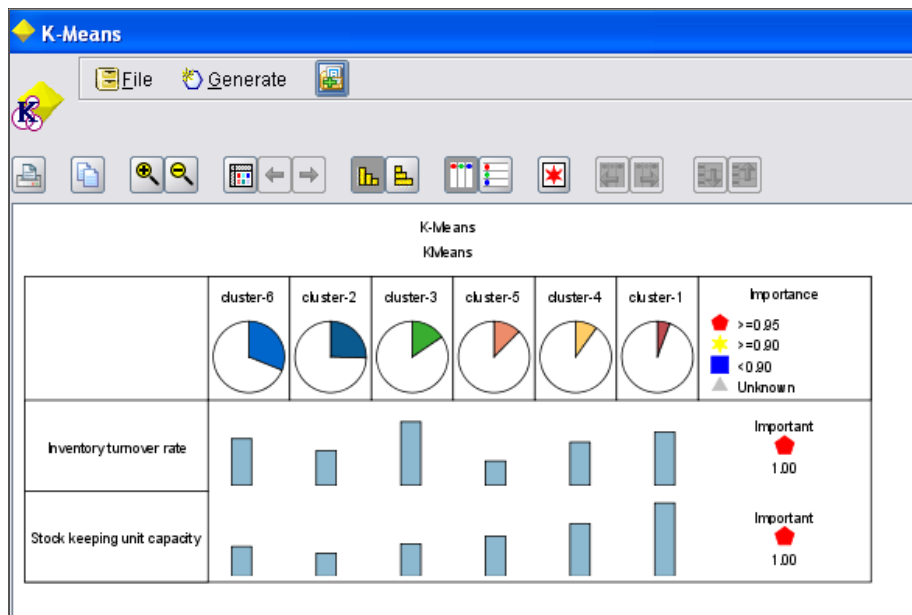 K-Means
File Generate
K
K-Means
KMeans
cluster-6 cluster-2 cluster-3 cluster-5 cluster-4 cluster-1 Importance
>=0.95
>=0.90
<0.90
Unknown
Inventory turnover rate Important
1.00
Stock keeping unit capacity Important
1.00